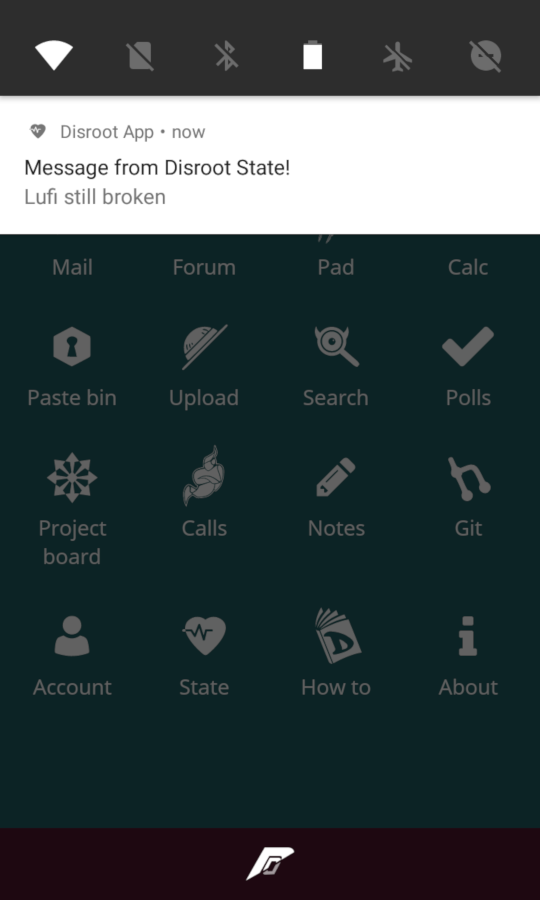 Disroot App • now
Message from Disroot State!
Lufi still broken
Mail Forum Pad Calc
Paste bin Upload Search Polls
Project board Calls Notes Git
Account State How to About